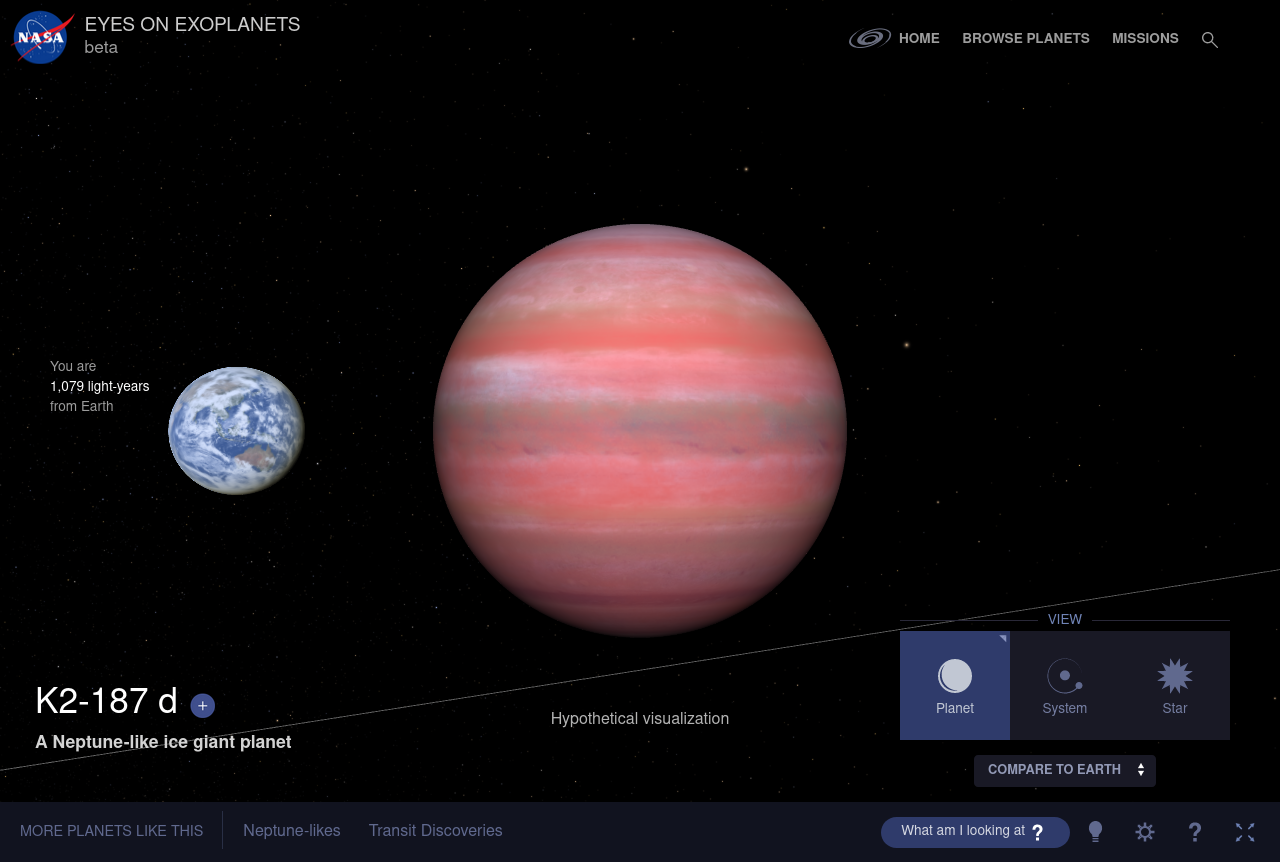 NASA
EYES ON EXOPLANETS
beta
HOME
BROWSE PLANETS
MISSIONS
You are
1,079 light-years
from Earth
K2-187 d +
A Neptune-like ice giant planet
Hypothetical visualization
VIEW
Planet
System
Star
COMPARE TO EARTH
MORE PLANETS LIKE THIS
Neptune-likes
Transit Discoveries
What am I looking at ?
?